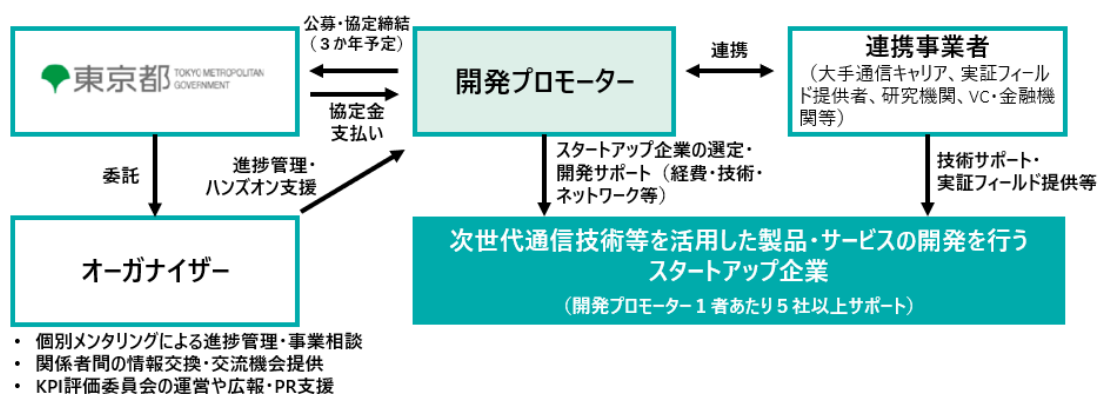 公募・協定締結
（３か年予定）
東京都 TOKYO METROPOLITAN
GOVERNMENT
協定金
支払い
開発プロモーター
連携
連携事業者
（大手通信キャリア、実証フィール
ド提供者、研究機関、VC・金融機
関等）
委託
進捗管理・
ハンズオン支援
スタートアップ企業の選定・
開発サポート（経費・技術・
ネットワーク等）
技術サポート・
実証フィールド提供等
オーガナイザー
次世代通信技術等を活用した製品・サービスの開発を行う
スタートアップ企業
（開発プロモーター１者あたり５社以上サポート）
• 個別メンタリングによる進捗管理・事業相談
• 関係者間の情報交換・交流機会提供
• KPI評価委員会の運営や広報・PR支援